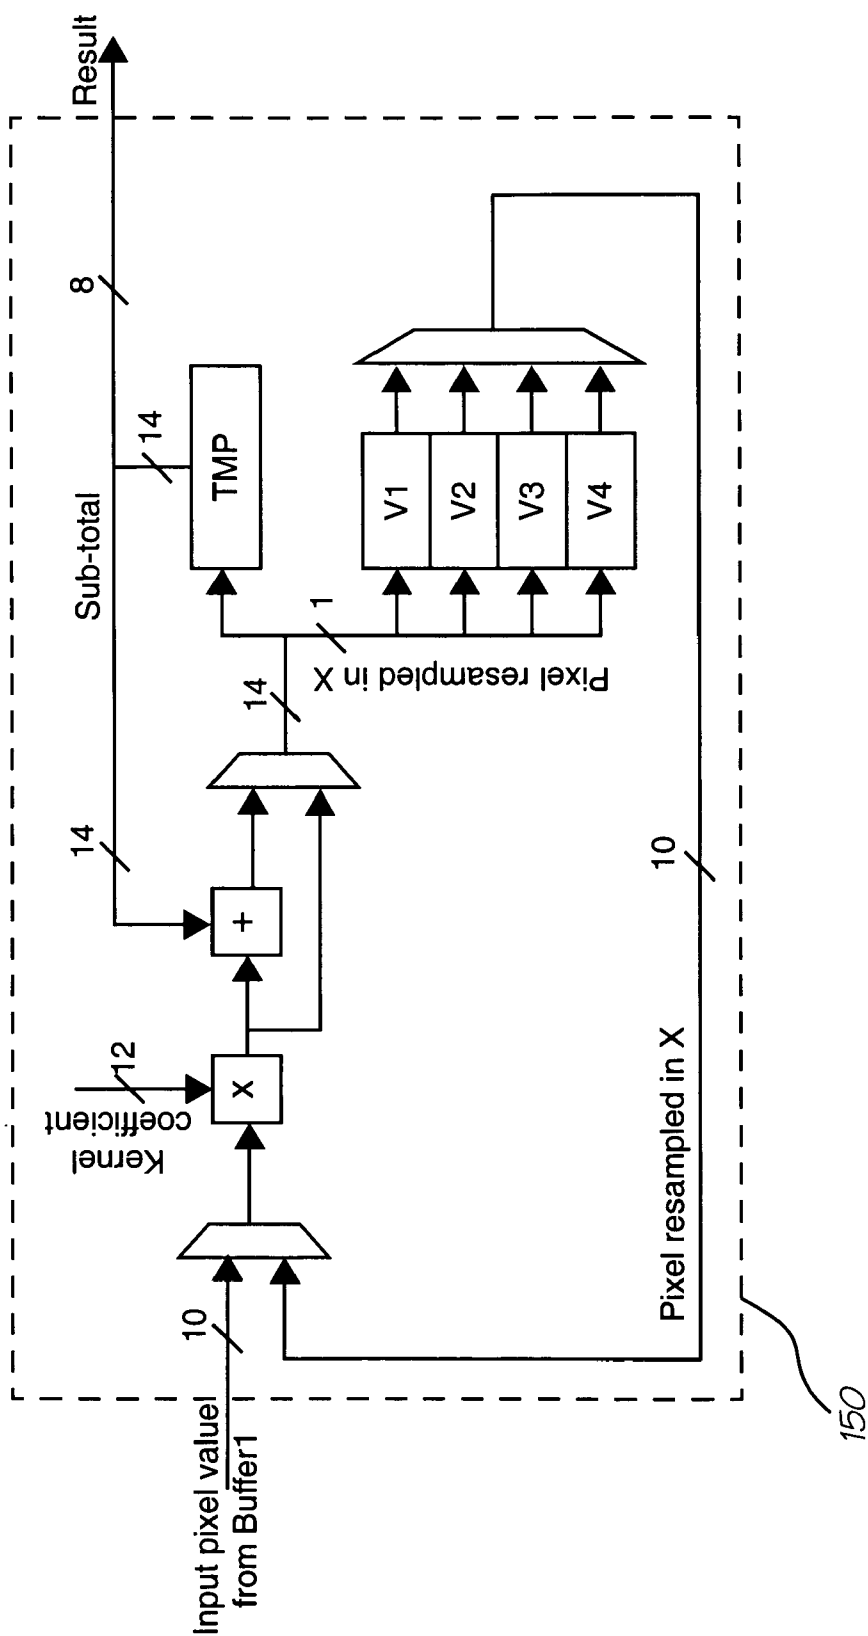 Result
8
14
Sub-total
14
TMP
V1
V2
V3
V4
1
Pixel resampled in X
14
+
12
Kernel
coefficient
X
10
Input pixel value
from Buffer1
10
Pixel resampled in X
150